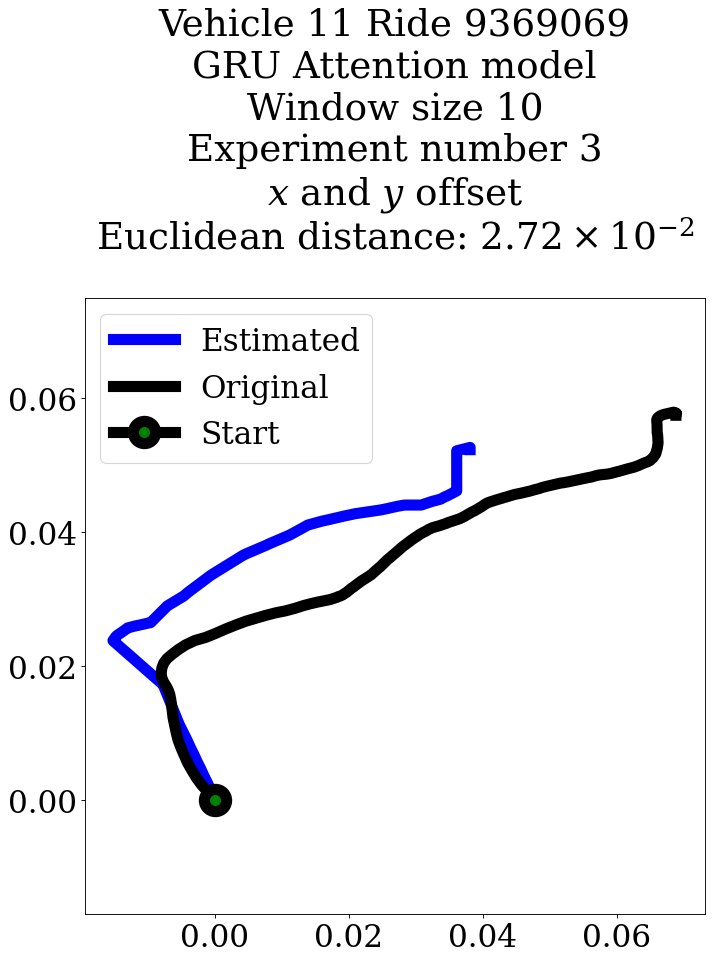 Vehicle 11 Ride 9369069
GRU Attention model
Window size 10
Experiment number 3
x and y offset
Euclidean distance: 2.72 × 10⁻²
Estimated
Original
Start
0.06
0.04
0.02
0.00
0.00 0.02 0.04 0.06